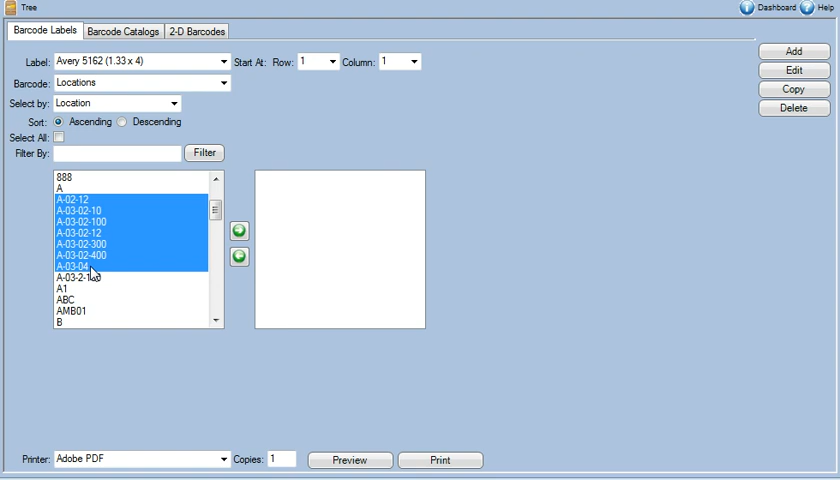 Tree
Dashboard
Help
Barcode Labels
Barcode Catalogs
2-D Barcodes
Label: Avery 5162 (1.33 x 4) Start At: Row: 1 Column: 1
Barcode: Locations
Select by: Location
Sort: Ascending Descending
Select All:
Filter By: Filter
Add
Edit
Copy
Delete
888
A
A-02-12
A-03-02-10
A-03-02-100
A-03-02-12
A-03-02-300
A-03-02-400
A-03-04
A1
ABC
AMB01
B
Printer: Adobe PDF Copies: 1 Preview Print